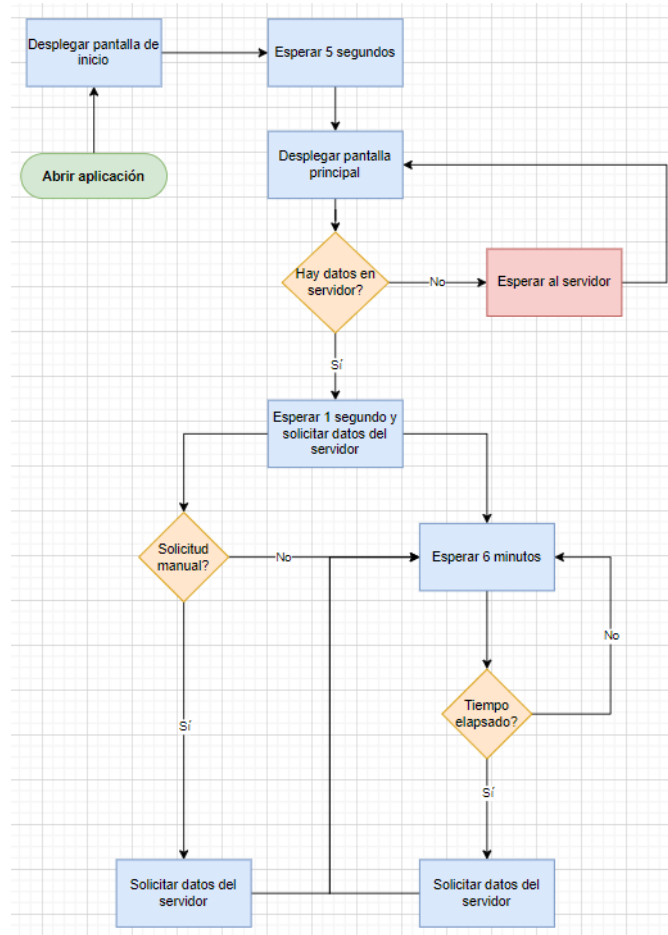 Desplegar pantalla de
inicio
Esperar 5 segundos
Abrir aplicación
Desplegar pantalla
principal
Hay datos en
servidor?
No
Esperar al servidor
Sí
Esperar 1 segundo y
solicitar datos del
servidor
Solicitud
manual?
No
Esperar 6 minutos
No
Tiempo
elapsado?
Sí
Sí
Solicitar datos del
servidor
Solicitar datos del
servidor